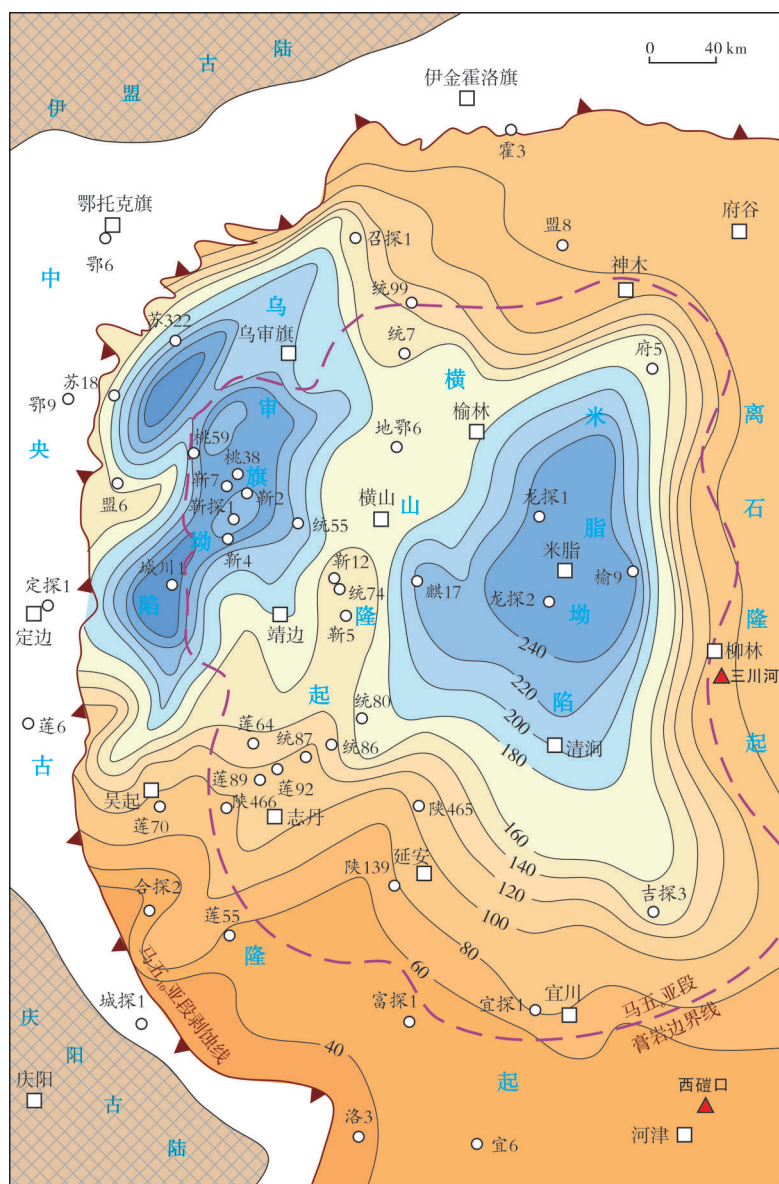 伊盟古陆
0 40 km
伊金霍洛旗
霍3
鄂托克旗
鄂6
召探1
盟8
府谷
神木
中央古隆起
乌审旗坳陷
统99
苏322
乌审旗
统7
府5
横山隆起
米脂坳陷
离石隆起
苏18
鄂9
榆林
地鄂6
桃59
桃38
靳7
靳2
盟6
靳探1
统55
横山
龙探1
靳4
城川1
靳12
统74
麒17
米脂
榆9
龙探2
定探1
定边
靖边
靳5
240
柳林
三川河
220
200
180
莲6
统80
清涧
莲64
统87
统86
莲89
莲92
吴起
莲70
陕466
志丹
陕465
160
140
120
100
80
60
40
延安
陕139
合探2
莲55
吉探3
马五₁₀亚段剥蚀线
城探1
富探1
宜探1
宜川
马五₆亚段
膏岩边界线
庆阳古陆
庆阳
西磑口
洛3
宜6
河津